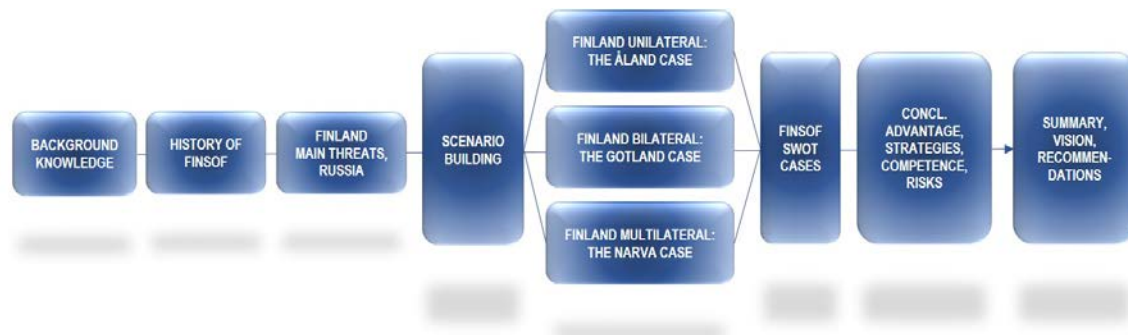 BACKGROUND
KNOWLEDGE
HISTORY OF
FINSOF
FINLAND
MAIN THREATS,
RUSSIA
SCENARIO
BUILDING
FINLAND UNILATERAL:
THE ÅLAND CASE
FINLAND BILATERAL:
THE GOTLAND CASE
FINLAND MULTILATERAL:
THE NARVA CASE
FINSOF
SWOT
CASES
CONCL.
ADVANTAGE,
STRATEGIES,
COMPETENCE,
RISKS
SUMMARY,
VISION,
RECOMMEN-
DATIONS